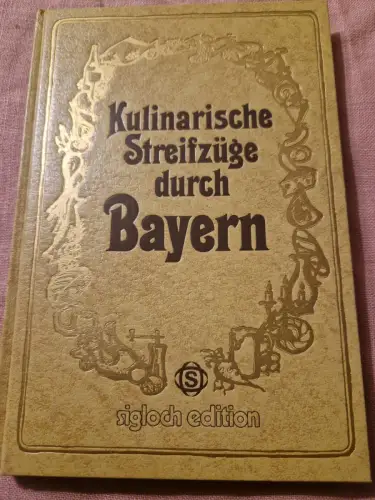 Kulinarische
Streifzüge
durch
Bayern
S
sigloch edition